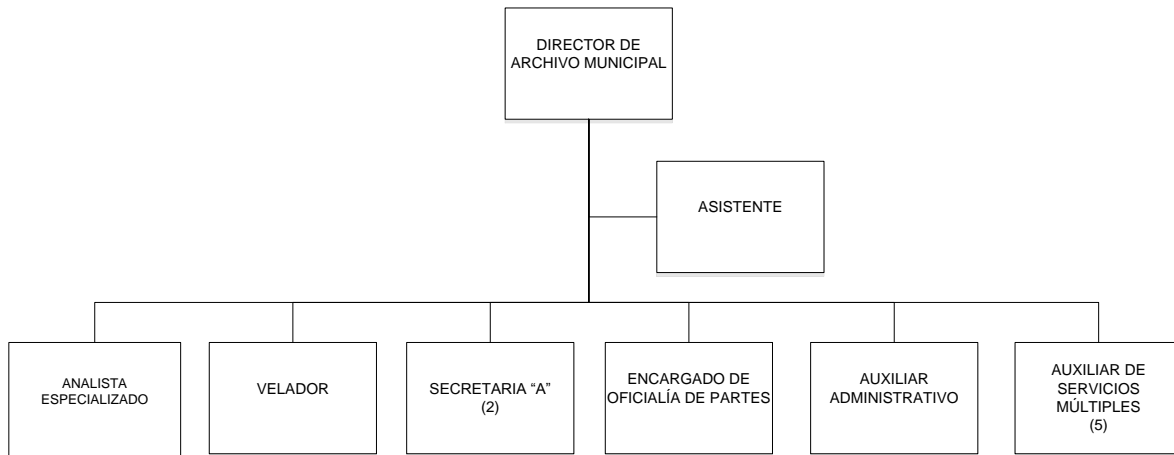 DIRECTOR DE
ARCHIVO MUNICIPAL
ASISTENTE
ANALISTA
ESPECIALIZADO
VELADOR
SECRETARIA “A”
(2)
ENCARGADO DE
OFICIALÍA DE PARTES
AUXILIAR
ADMINISTRATIVO
AUXILIAR DE
SERVICIOS
MÚLTIPLES
(5)